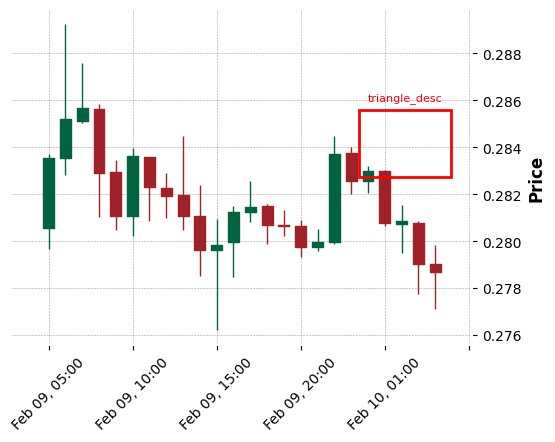 triangle_desc
0.288
0.286
0.284
0.282
0.280
0.278
0.276
Price
Feb 09, 05:00
Feb 09, 10:00
Feb 09, 15:00
Feb 09, 20:00
Feb 10, 01:00